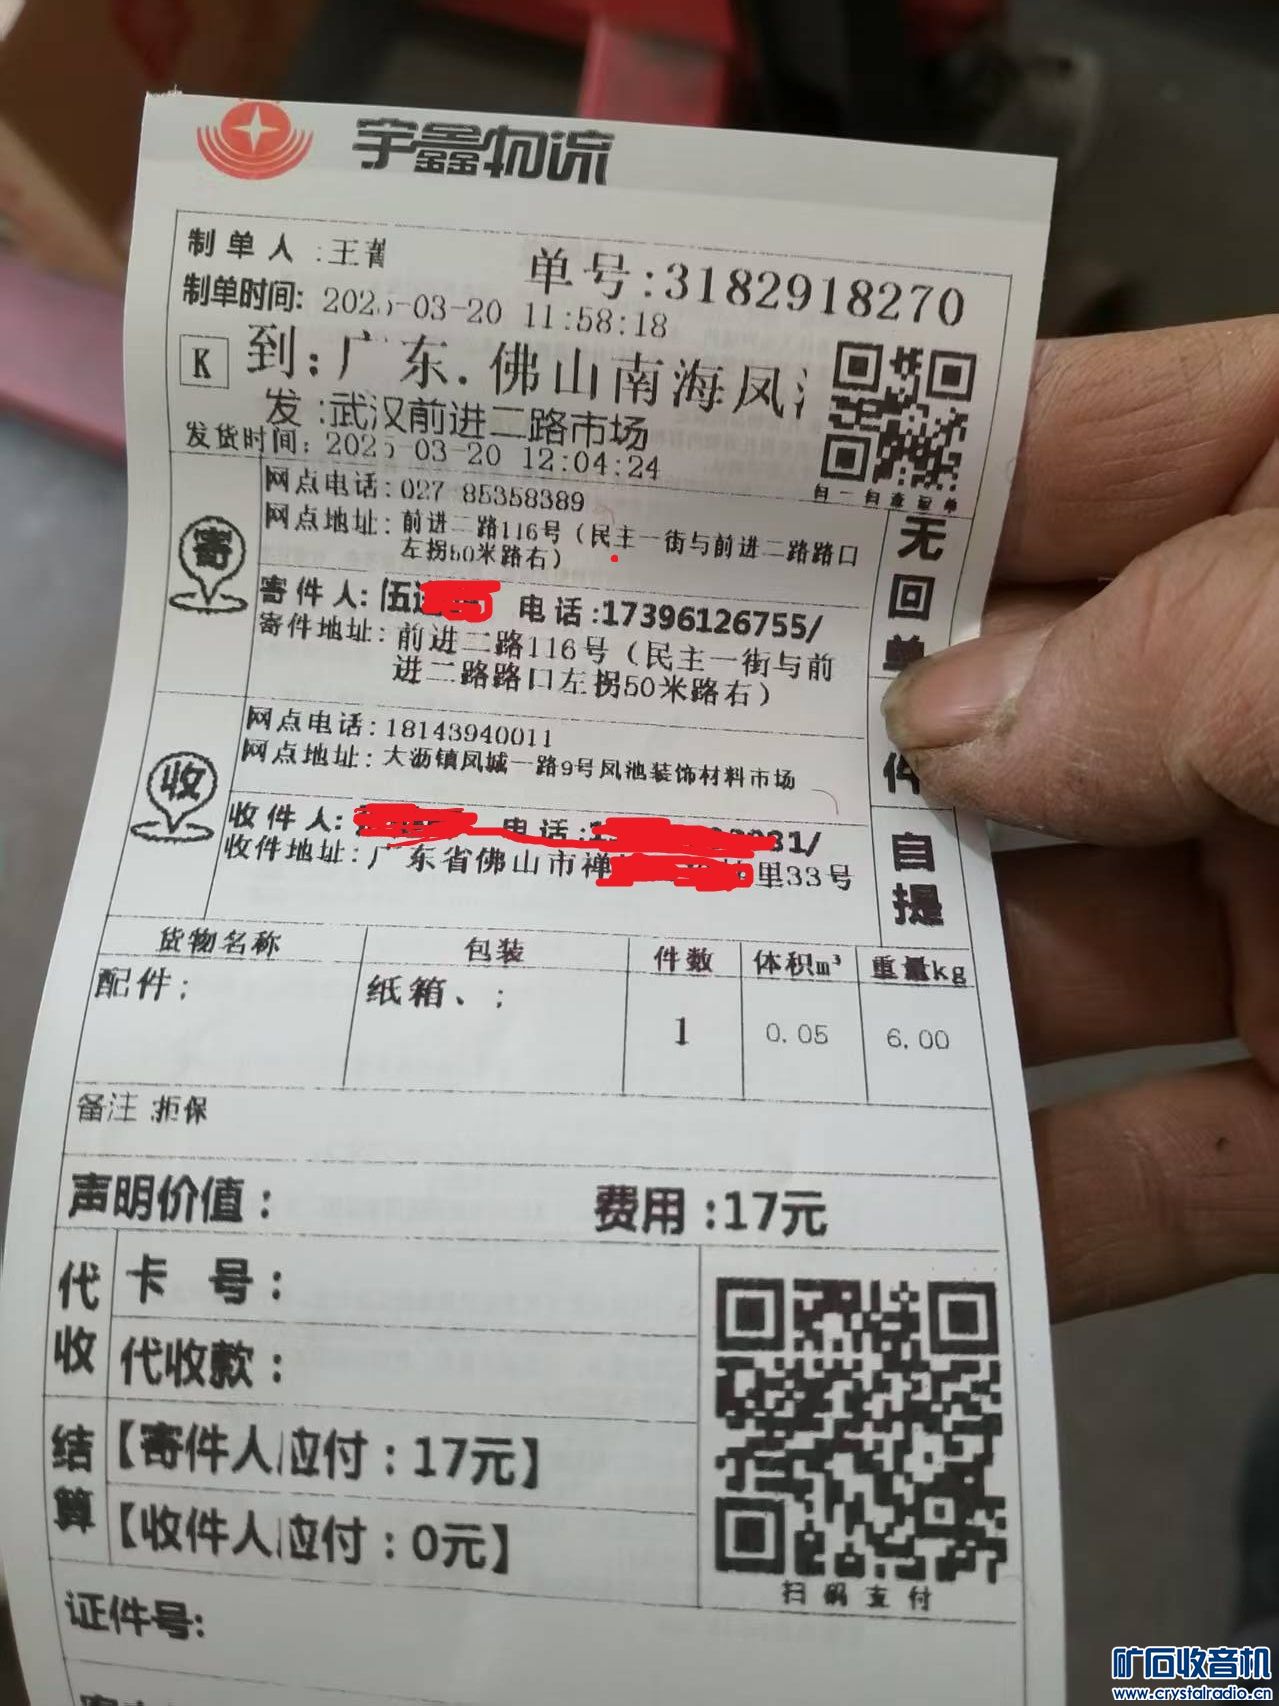 宇鑫物流
制单人:王菁
单号:3182918270
制单时间: 2025-03-20 11:58:18
K 到:广东.佛山南海凤
发:武汉前进二路市场
发货时间: 2025-03-20 12:04:24
扫一扫查配单
寄
网点电话:027 85358389
网点地址:前进二路116号（民主一街与前进二路路口
左拐50米路右）
寄件人:伍 电话:17396126755/
寄件地址:前进二路116号（民主一街与前
进二路路口左拐50米路右）
收
网点电话:18143940011
网点地址:大沥镇凤城一路9号凤池装饰材料市场
收件人: 电话:1 31/
收件地址:广东省佛山市禅 里33号
无回单
件
自提
货物名称 包装 件数 体积m³ 重量kg
配件; 纸箱、; 1 0.05 6.00
备注 拒保
声明价值: 费用:17元
代收
卡 号:
代收款:
结算
【寄件人应付:17元】
【收件人应付:0元】
扫码支付
证件号:
矿石收音机
www.crystalradio.cn